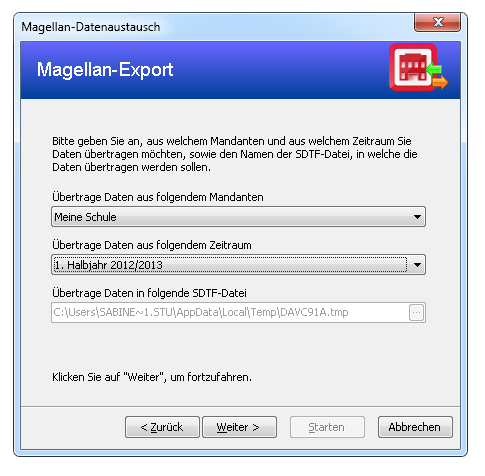 Magellan-Datenaustausch
Magellan-Export
Bitte geben Sie an, aus welchem Mandanten und aus welchem Zeitraum Sie
Daten übertragen möchten, sowie den Namen der SDTF-Datei, in welche die
Daten übertragen werden sollen.
Übertrage Daten aus folgendem Mandanten
Meine Schule
Übertrage Daten aus folgendem Zeitraum
1. Halbjahr 2012/2013
Übertrage Daten in folgende SDTF-Datei
C:\Users\SABINE~1.STU\AppData\Local\Temp\DAVC91A.tmp
...
Klicken Sie auf "Weiter", um fortzufahren.
< Zurück Weiter > Starten Abbrechen